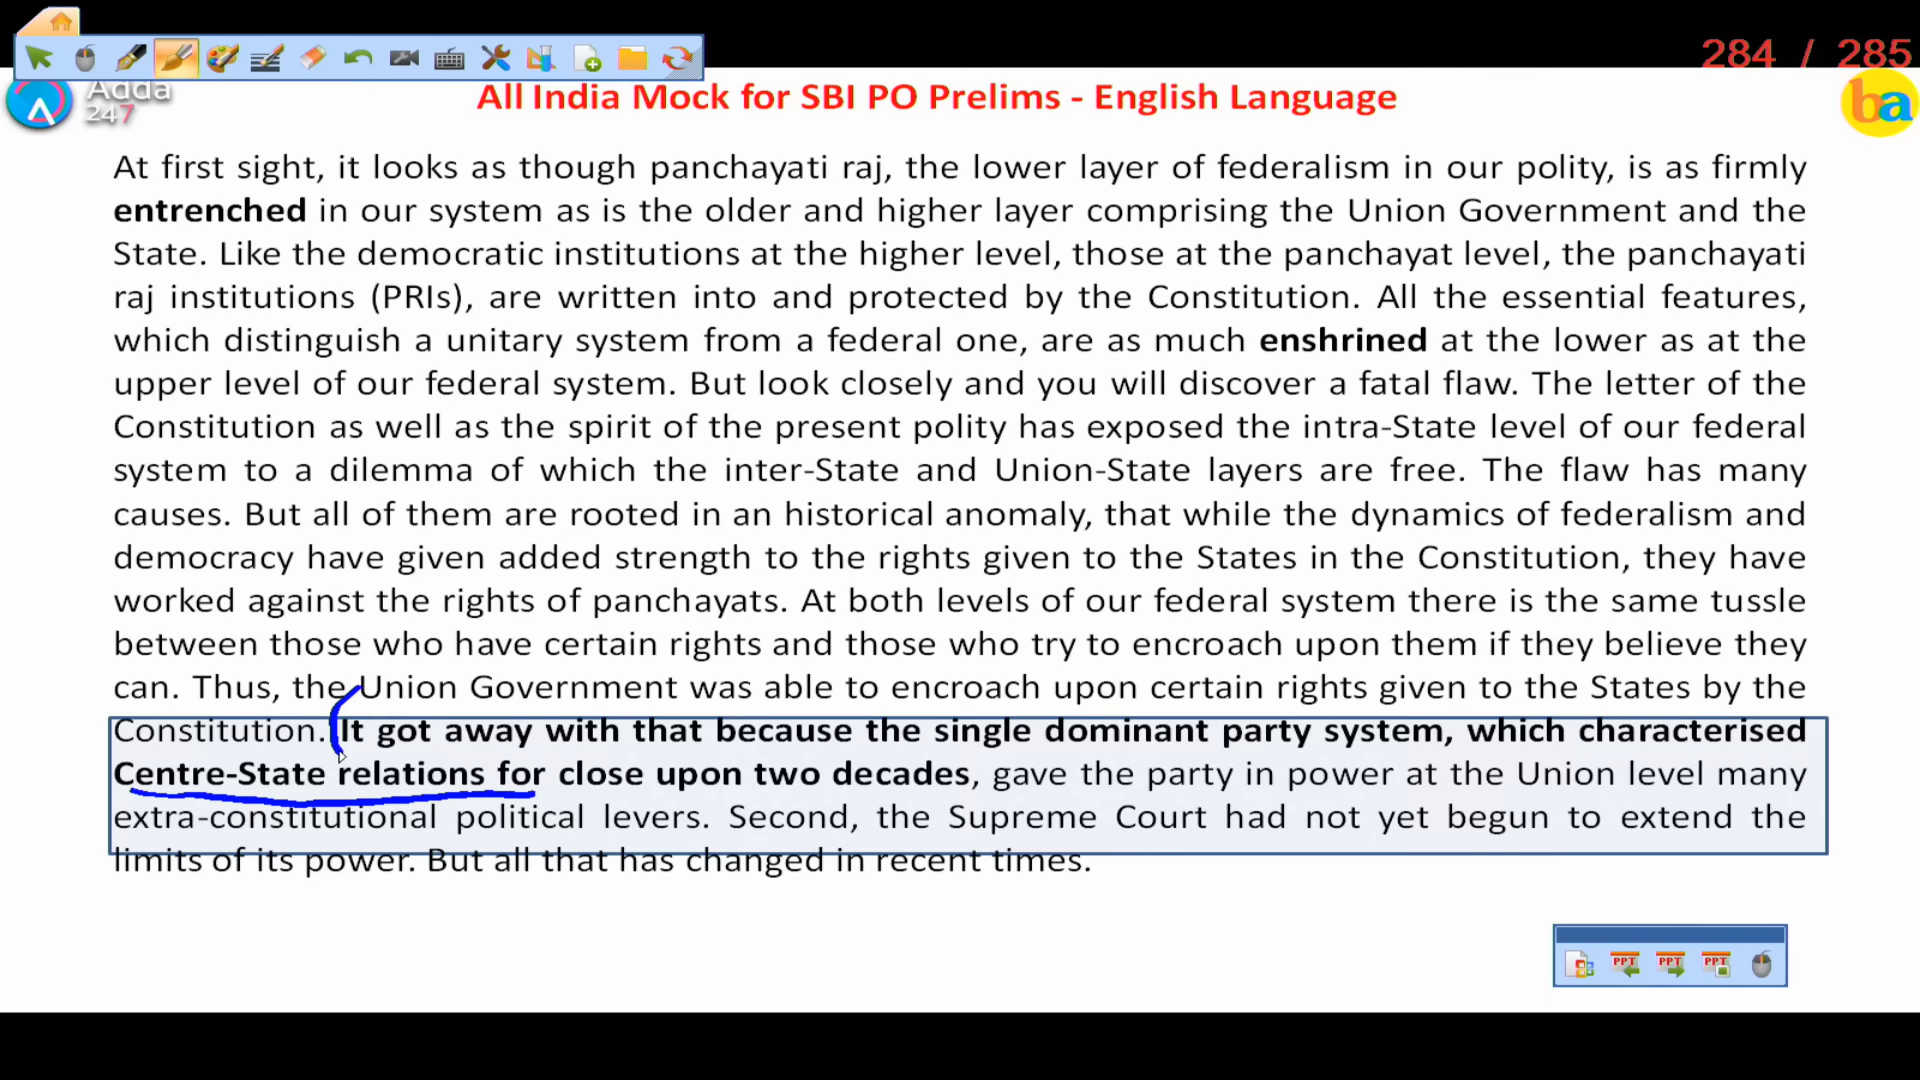 284 / 285
Adda
247
All India Mock for SBI PO Prelims - English Language
ba
At first sight, it looks as though panchayati raj, the lower layer of federalism in our polity, is as firmly
entrenched in our system as is the older and higher layer comprising the Union Government and the
State. Like the democratic institutions at the higher level, those at the panchayat level, the panchayati
raj institutions (PRIs), are written into and protected by the Constitution. All the essential features,
which distinguish a unitary system from a federal one, are as much enshrined at the lower as at the
upper level of our federal system. But look closely and you will discover a fatal flaw. The letter of the
Constitution as well as the spirit of the present polity has exposed the intra-State level of our federal
system to a dilemma of which the inter-State and Union-State layers are free. The flaw has many
causes. But all of them are rooted in an historical anomaly, that while the dynamics of federalism and
democracy have given added strength to the rights given to the States in the Constitution, they have
worked against the rights of panchayats. At both levels of our federal system there is the same tussle
between those who have certain rights and those who try to encroach upon them if they believe they
can. Thus, the Union Government was able to encroach upon certain rights given to the States by the
Constitution. It got away with that because the single dominant party system, which characterised
Centre-State relations for close upon two decades, gave the party in power at the Union level many
extra-constitutional political levers. Second, the Supreme Court had not yet begun to extend the
limits of its power. But all that has changed in recent times.
PPT PPT PPT